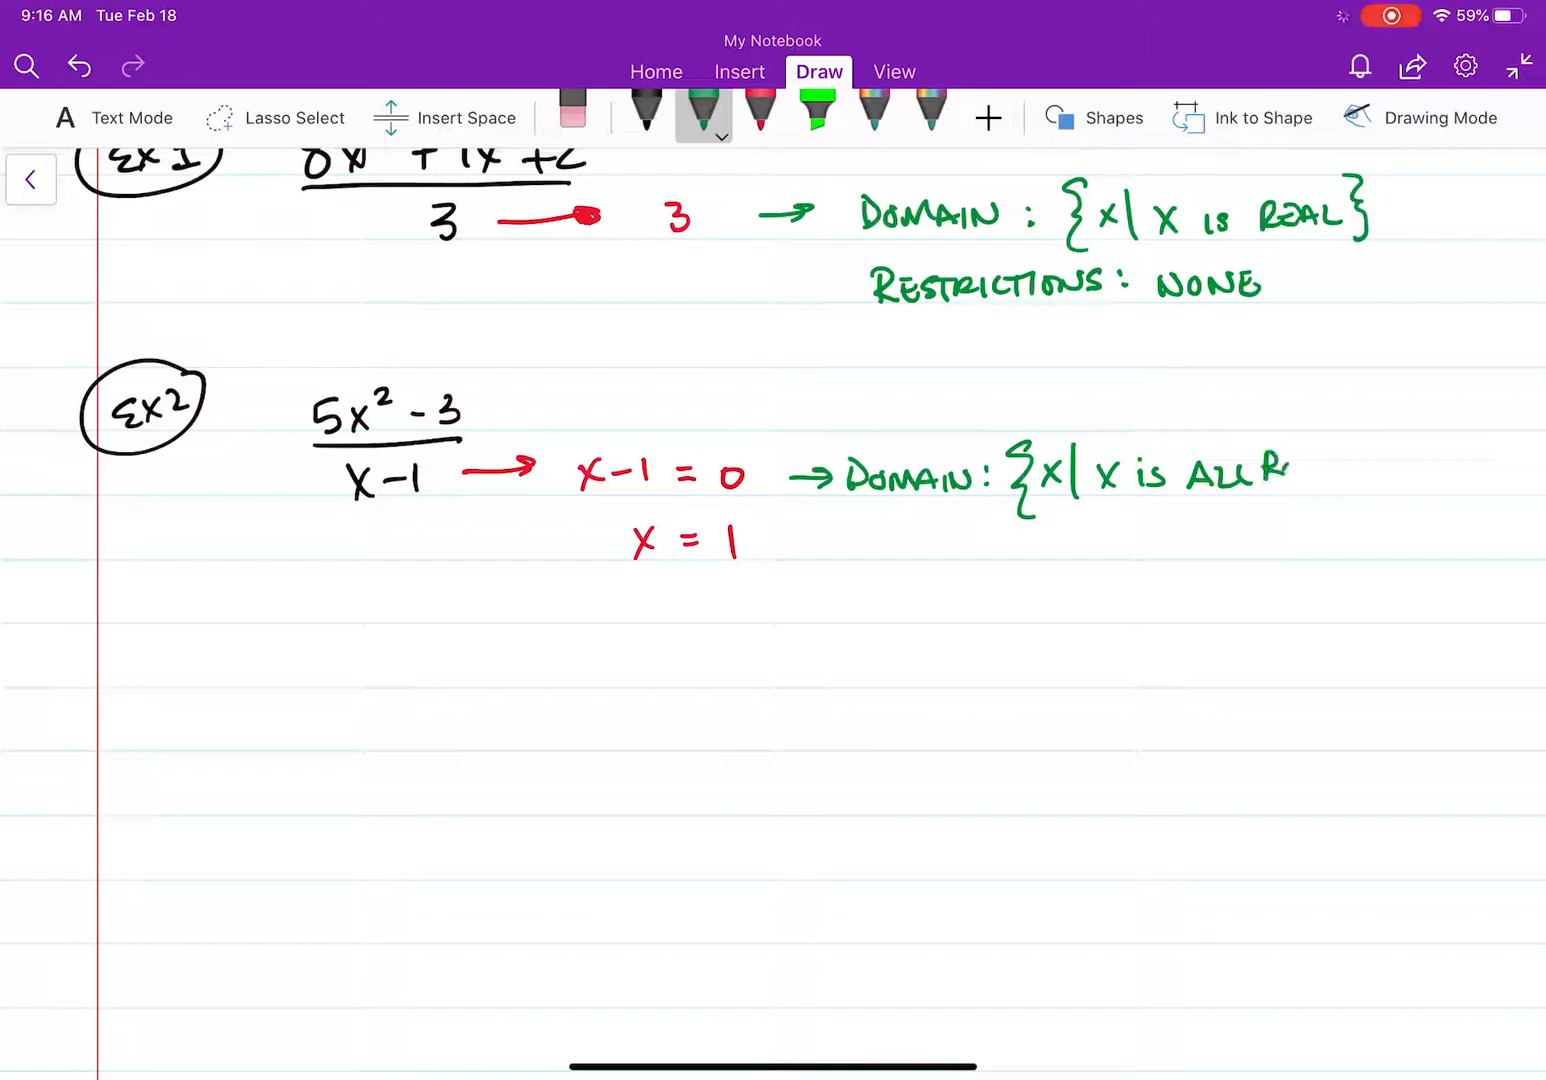 9:16 AM Tue Feb 18
59%
My Notebook
Home Insert Draw View
A Text Mode Lasso Select Insert Space Shapes Ink to Shape Drawing Mode
Ex 1
3 → 3 → DOMAIN : {x| x is REAL}
RESTRICTIONS: NONE
Ex2
5x² - 3
x - 1 → x - 1 = 0 → DOMAIN: {x| x is ALL
x = 1